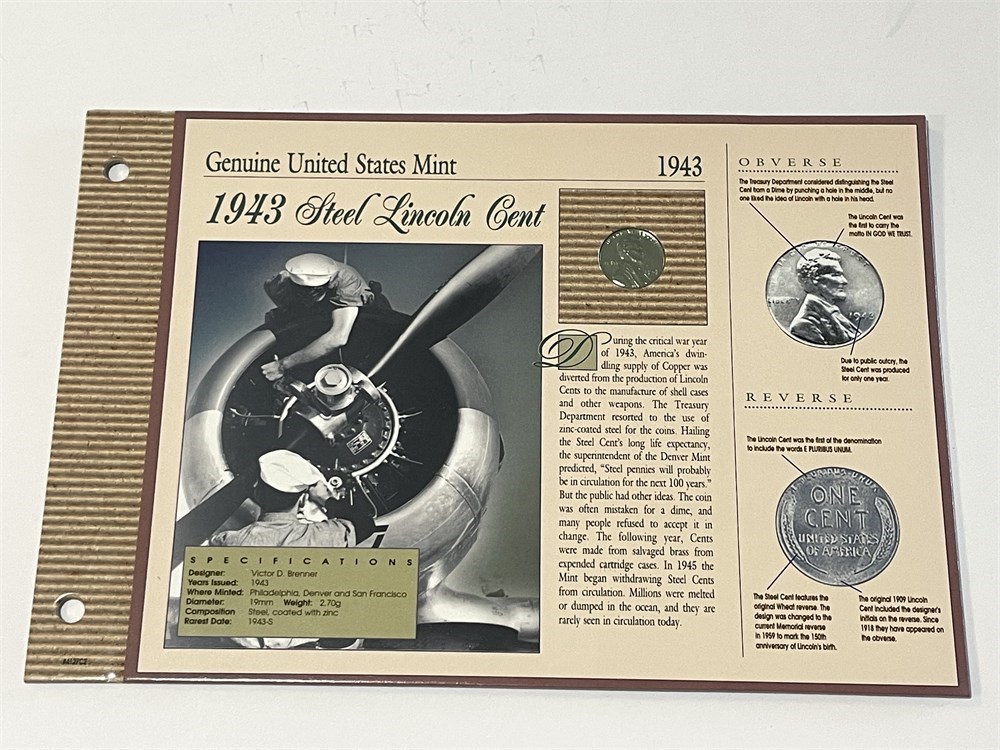 Genuine United States Mint 1943
1943 Steel Lincoln Cent
During the critical war year
of 1943, America's dwin-
dling supply of Copper was
diverted from the production of Lincoln
Cents to the manufacture of shell cases
and other weapons. The Treasury
Department resorted to the use of
zinc-coated steel for the coins. Hailing
the Steel Cent's long life expectancy,
the superintendent of the Denver Mint
predicted, “Steel pennies will probably
be in circulation for the next 100 years.”
But the public had other ideas. The coin
was often mistaken for a dime, and
many people refused to accept it in
change. The following year, Cents
were made from salvaged brass from
expended cartridge cases. In 1945 the
Mint began withdrawing Steel Cents
from circulation. Millions were melted
or dumped in the ocean, and they are
rarely seen in circulation today.
SPECIFICATIONS
Designer: Victor D. Brenner
Years Issued: 1943
Where Minted: Philadelphia, Denver and San Francisco
Diameter: 19mm Weight: 2.70g
Composition Steel, coated with zinc
Rarest Date: 1943-S
OBVERSE
The Treasury Department considered distinguishing the Steel
Cent from a Dime by punching a hole in the middle, but no
one liked the idea of Lincoln with a hole in his head.
The Lincoln Cent was
the first to carry the
motto IN GOD WE TRUST.
1943
Due to public outcry, the
Steel Cent was produced
for only one year.
REVERSE
The Lincoln Cent was the first of the denomination
to include the words E PLURIBUS UNUM.
ONE
CENT
UNITED STATES
OF AMERICA
The Steel Cent features the
original Wheat reverse. The
design was changed to the
current Memorial reverse
in 1959 to mark the 150th
anniversary of Lincoln's birth.
The original 1909 Lincoln
Cent included the designer's
initials on the reverse. Since
1918 they have appeared on
the obverse.